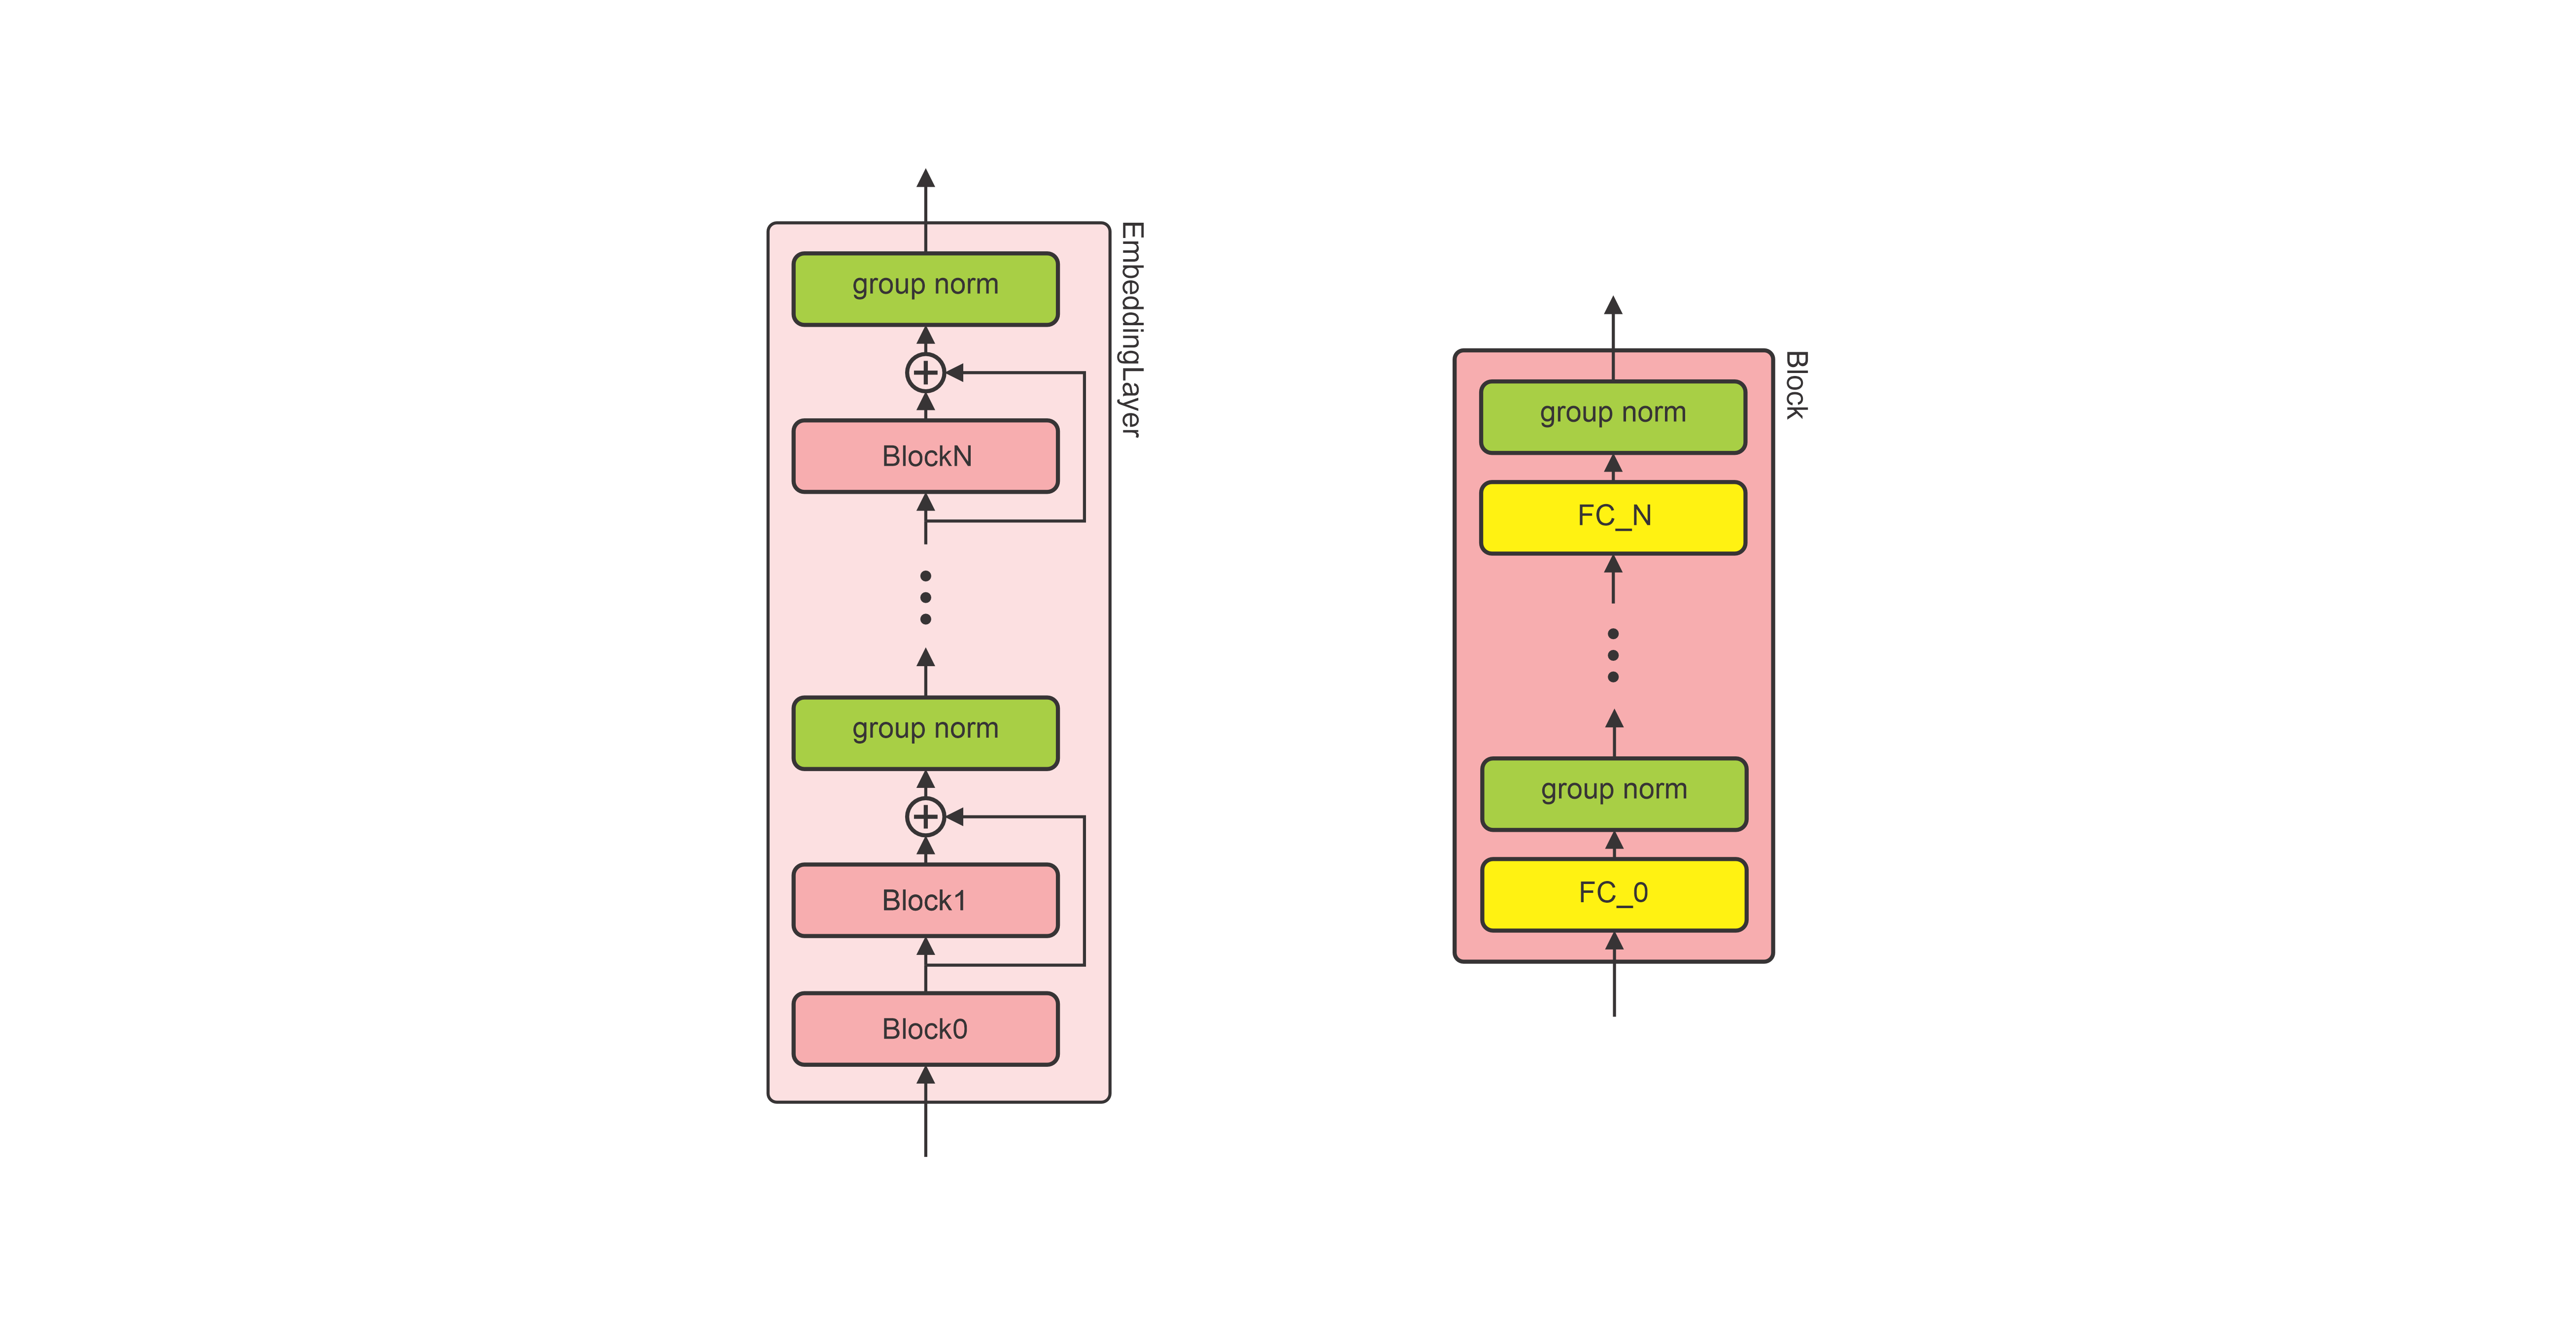 EmbeddingLayer
group norm
BlockN
group norm
Block1
Block0
Block
group norm
FC_N
group norm
FC_0